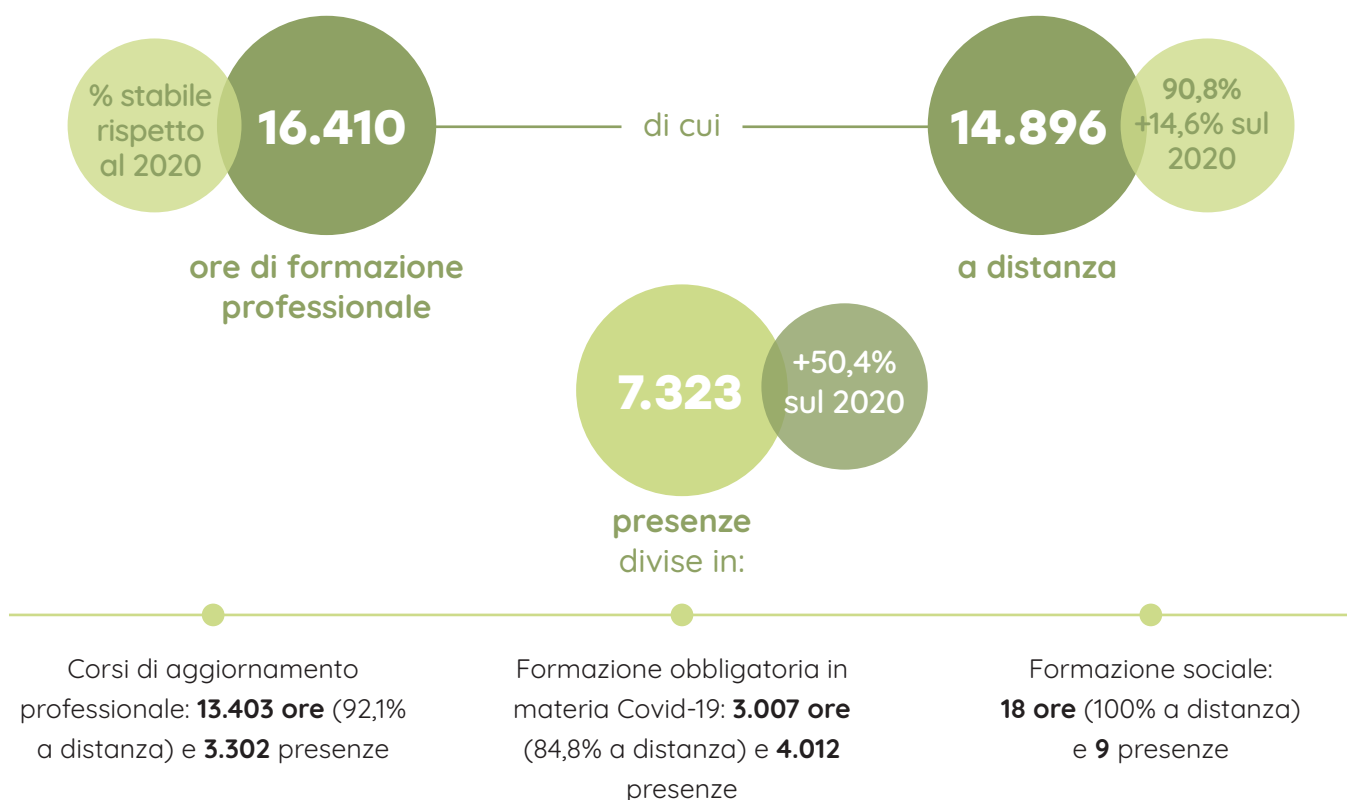 % stabile
rispetto
al 2020
16.410
di cui
14.896
90,8%
+14,6% sul
2020
ore di formazione
professionale
a distanza
7.323
+50,4%
sul 2020
presenze
divise in:
Corsi di aggiornamento
professionale: 13.403 ore (92,1%
a distanza) e 3.302 presenze
Formazione obbligatoria in
materia Covid-19: 3.007 ore
(84,8% a distanza) e 4.012
presenze
Formazione sociale:
18 ore (100% a distanza)
e 9 presenze